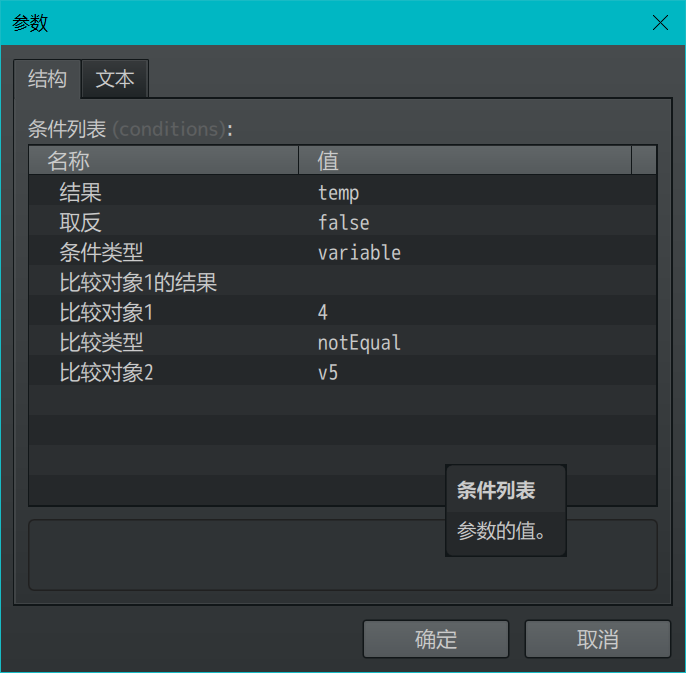 参数
结构 文本
条件列表 (conditions):
名称 值
结果 temp
取反 false
条件类型 variable
比较对象1的结果
比较对象1 4
比较类型 notEqual
比较对象2 v5
条件列表
参数的值。
确定 取消